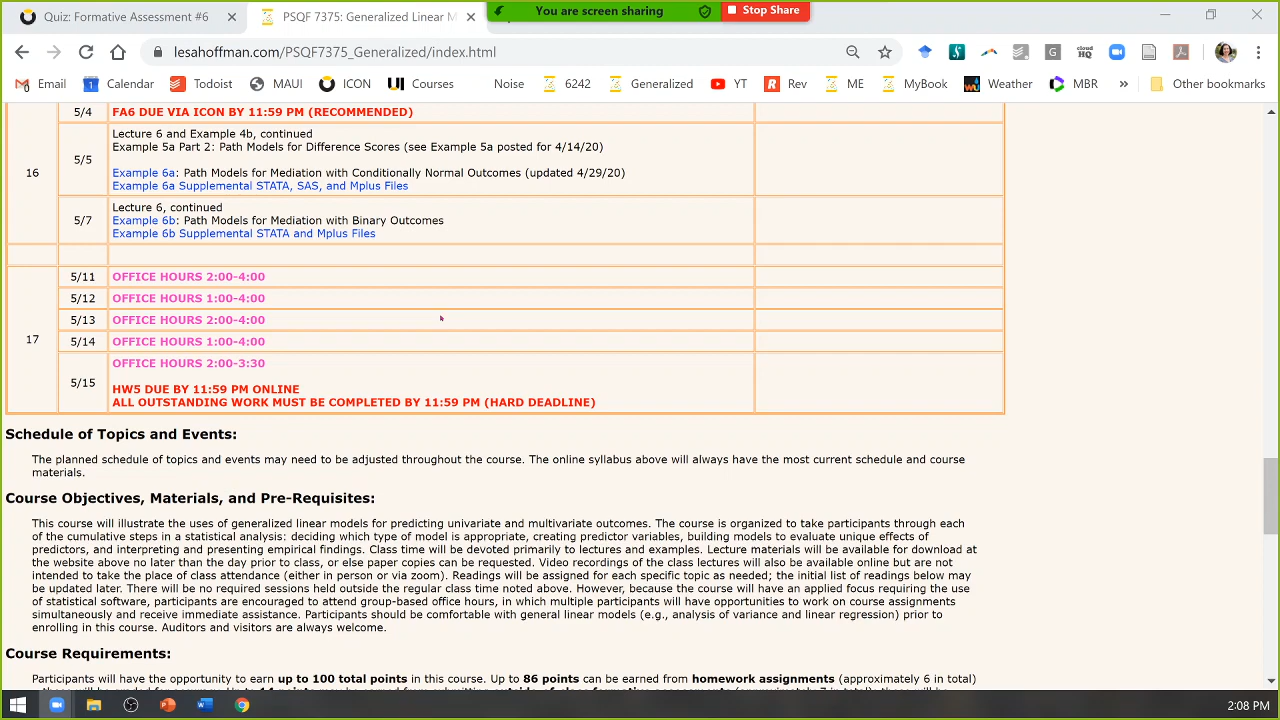 You are screen sharing
Stop Share
Quiz: Formative Assessment #6
PSQF 7375: Generalized Linear M
lesahoffman.com/PSQF7375_Generalized/index.html
Email Calendar Todoist MAUI ICON Courses Noise 6242 Generalized YT Rev ME MyBook Weather MBR » Other bookmarks
5/4 FA6 DUE VIA ICON BY 11:59 PM (RECOMMENDED)
16
5/5
Lecture 6 and Example 4b, continued
Example 5a Part 2: Path Models for Difference Scores (see Example 5a posted for 4/14/20)
Example 6a: Path Models for Mediation with Conditionally Normal Outcomes (updated 4/29/20)
Example 6a Supplemental STATA, SAS, and Mplus Files
5/7
Lecture 6, continued
Example 6b: Path Models for Mediation with Binary Outcomes
Example 6b Supplemental STATA and Mplus Files
17
5/11 OFFICE HOURS 2:00-4:00
5/12 OFFICE HOURS 1:00-4:00
5/13 OFFICE HOURS 2:00-4:00
5/14 OFFICE HOURS 1:00-4:00
5/15
OFFICE HOURS 2:00-3:30
HW5 DUE BY 11:59 PM ONLINE
ALL OUTSTANDING WORK MUST BE COMPLETED BY 11:59 PM (HARD DEADLINE)
Schedule of Topics and Events:
The planned schedule of topics and events may need to be adjusted throughout the course. The online syllabus above will always have the most current schedule and course
materials.
Course Objectives, Materials, and Pre-Requisites:
This course will illustrate the uses of generalized linear models for predicting univariate and multivariate outcomes. The course is organized to take participants through each
of the cumulative steps in a statistical analysis: deciding which type of model is appropriate, creating predictor variables, building models to evaluate unique effects of
predictors, and interpreting and presenting empirical findings. Class time will be devoted primarily to lectures and examples. Lecture materials will be available for download at
the website above no later than the day prior to class, or else paper copies can be requested. Video recordings of the class lectures will also be available online but are not
intended to take the place of class attendance (either in person or via zoom). Readings will be assigned for each specific topic as needed; the initial list of readings below may
be updated later. There will be no required sessions held outside the regular class time noted above. However, because the course will have an applied focus requiring the use
of statistical software, participants are encouraged to attend group-based office hours, in which multiple participants will have opportunities to work on course assignments
simultaneously and receive immediate assistance. Participants should be comfortable with general linear models (e.g., analysis of variance and linear regression) prior to
enrolling in this course. Auditors and visitors are always welcome.
Course Requirements:
Participants will have the opportunity to earn up to 100 total points in this course. Up to 86 points can be earned from homework assignments (approximately 6 in total)
2:08 PM